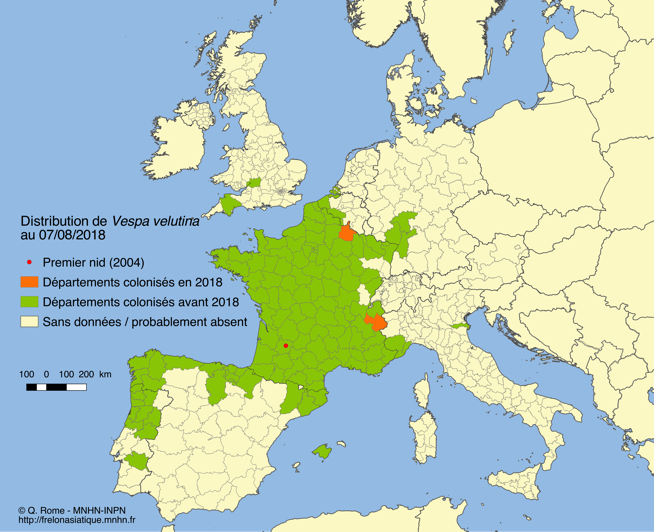 Distribution de Vespa velutina
au 07/08/2018
Premier nid (2004)
Départements colonisés en 2018
Départements colonisés avant 2018
Sans données / probablement absent
100 0 100 200 km
© Q. Rome - MNHN-INPN
http://frelonasiatique.mnhn.fr